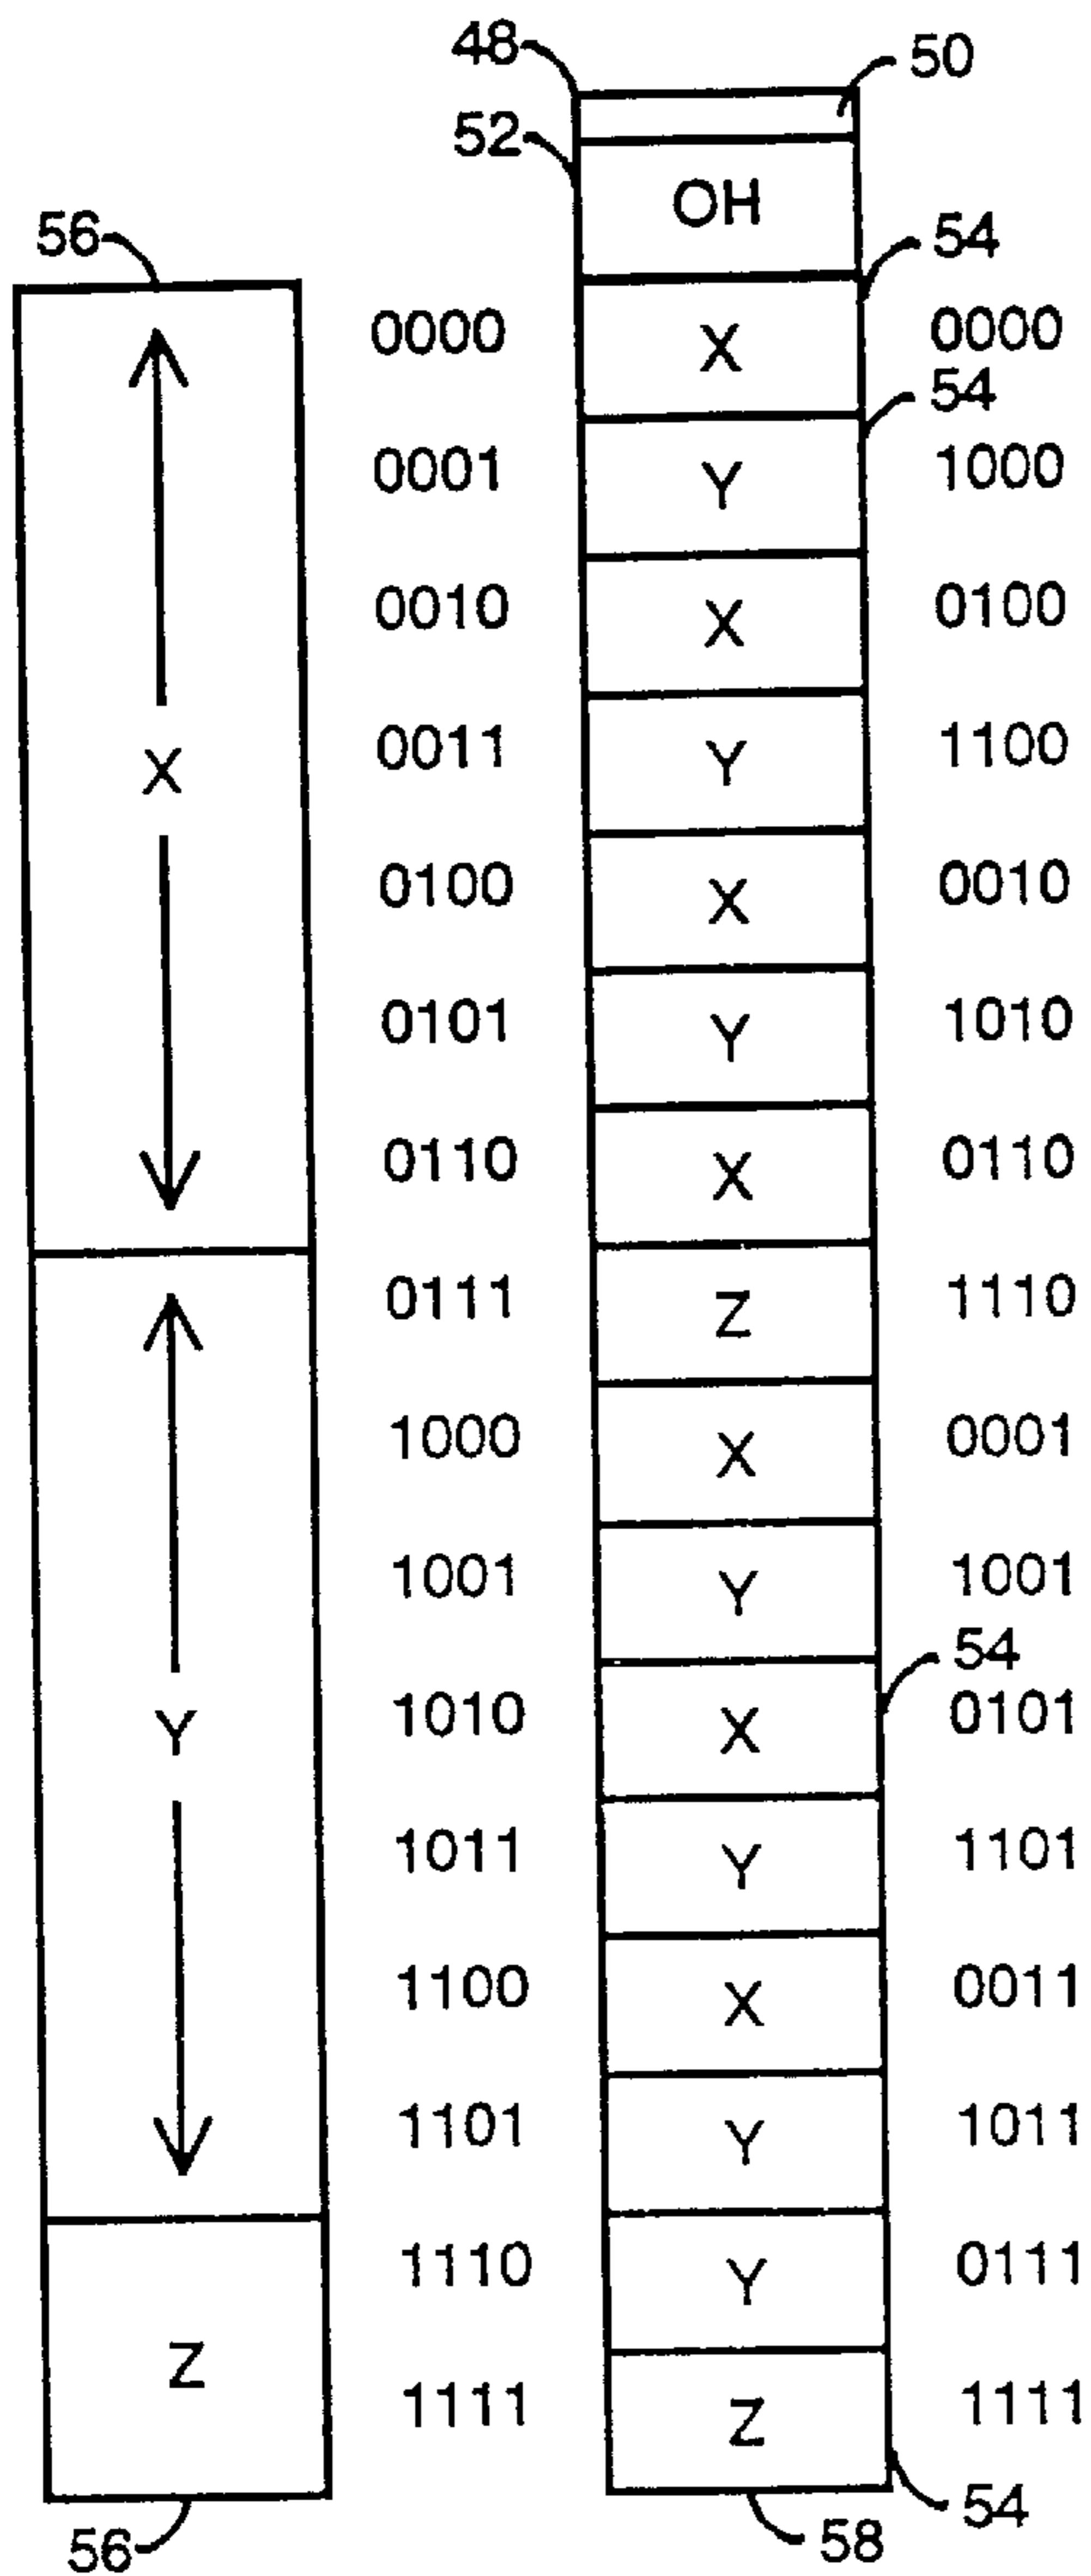 48 50
52
OH
56 54
0000 X 0000
54
0001 Y 1000
0010 X 0100
X 0011 Y 1100
0100 X 0010
0101 Y 1010
0110 X 0110
0111 Z 1110
1000 X 0001
1001 Y 1001
54
Y 1010 X 0101
1011 Y 1101
1100 X 0011
1101 Y 1011
1110 Y 0111
Z 1111 Z 1111
54
56 58